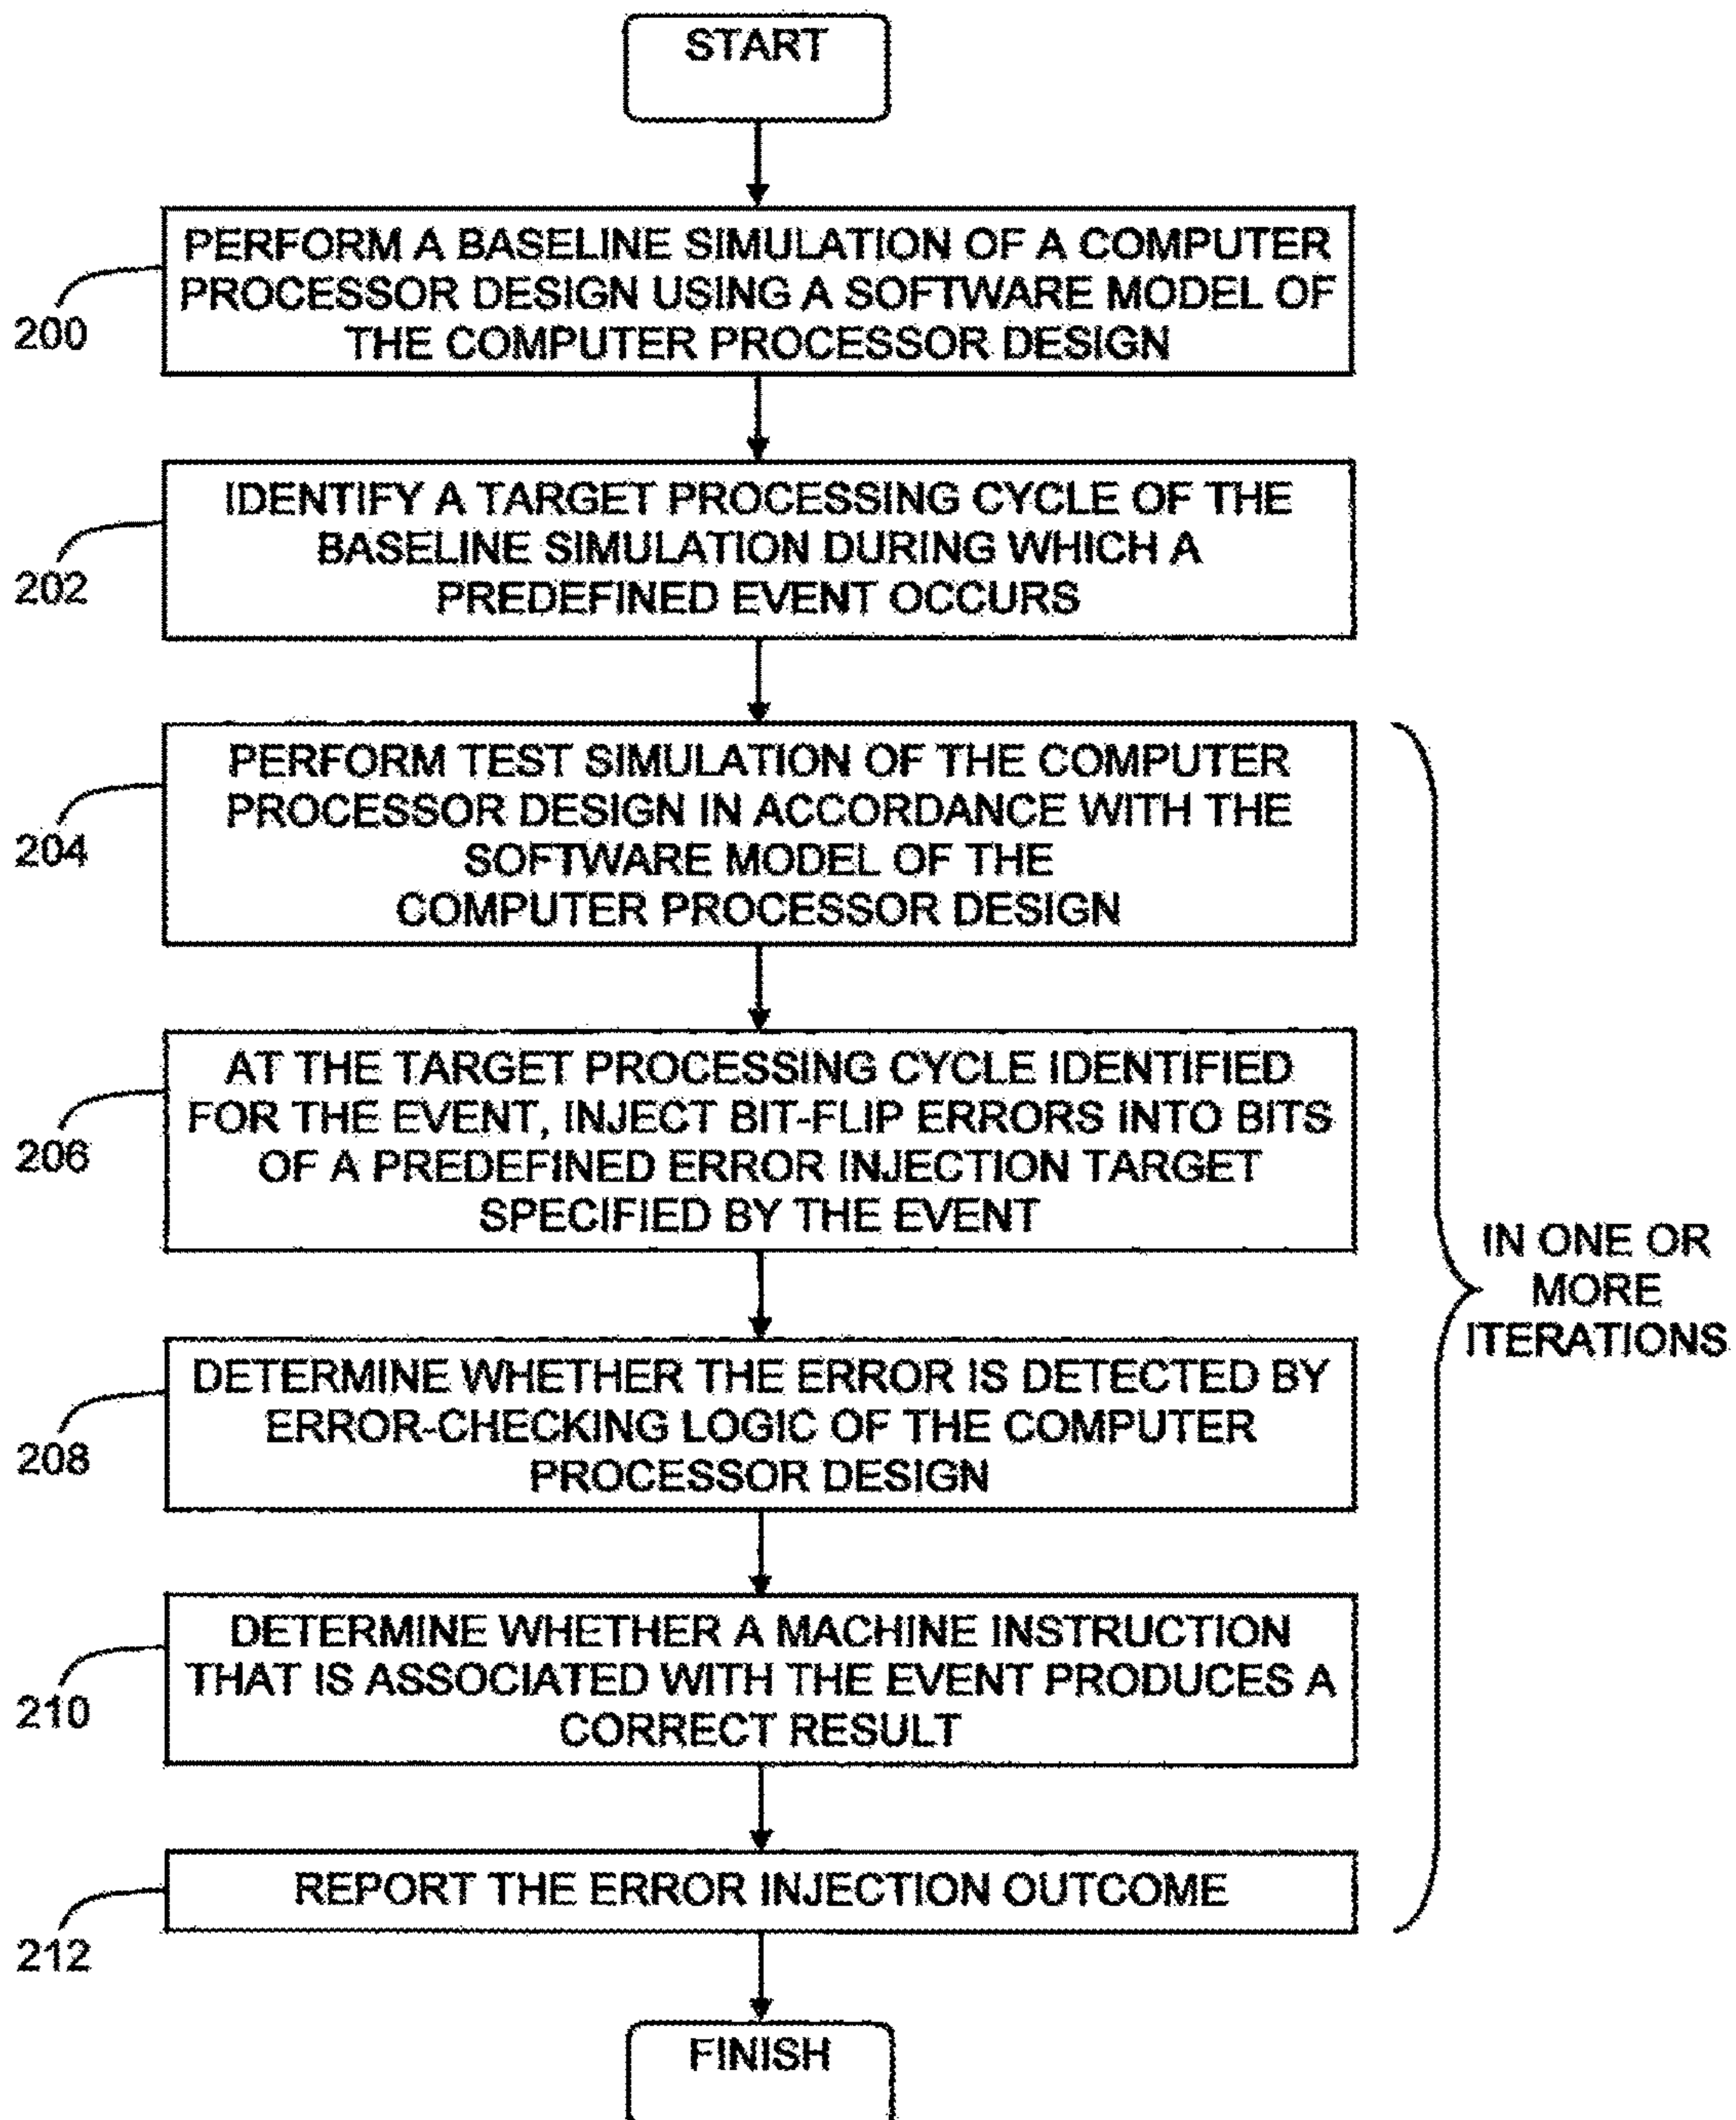 START
PERFORM A BASELINE SIMULATION OF A COMPUTER
PROCESSOR DESIGN USING A SOFTWARE MODEL OF
THE COMPUTER PROCESSOR DESIGN
200
IDENTIFY A TARGET PROCESSING CYCLE OF THE
BASELINE SIMULATION DURING WHICH A
PREDEFINED EVENT OCCURS
202
PERFORM TEST SIMULATION OF THE COMPUTER
PROCESSOR DESIGN IN ACCORDANCE WITH THE
SOFTWARE MODEL OF THE
COMPUTER PROCESSOR DESIGN
204
AT THE TARGET PROCESSING CYCLE IDENTIFIED
FOR THE EVENT, INJECT BIT-FLIP ERRORS INTO BITS
OF A PREDEFINED ERROR INJECTION TARGET
SPECIFIED BY THE EVENT
206
IN ONE OR
MORE
ITERATIONS
DETERMINE WHETHER THE ERROR IS DETECTED BY
ERROR-CHECKING LOGIC OF THE COMPUTER
PROCESSOR DESIGN
208
DETERMINE WHETHER A MACHINE INSTRUCTION
THAT IS ASSOCIATED WITH THE EVENT PRODUCES A
CORRECT RESULT
210
REPORT THE ERROR INJECTION OUTCOME
212
FINISH